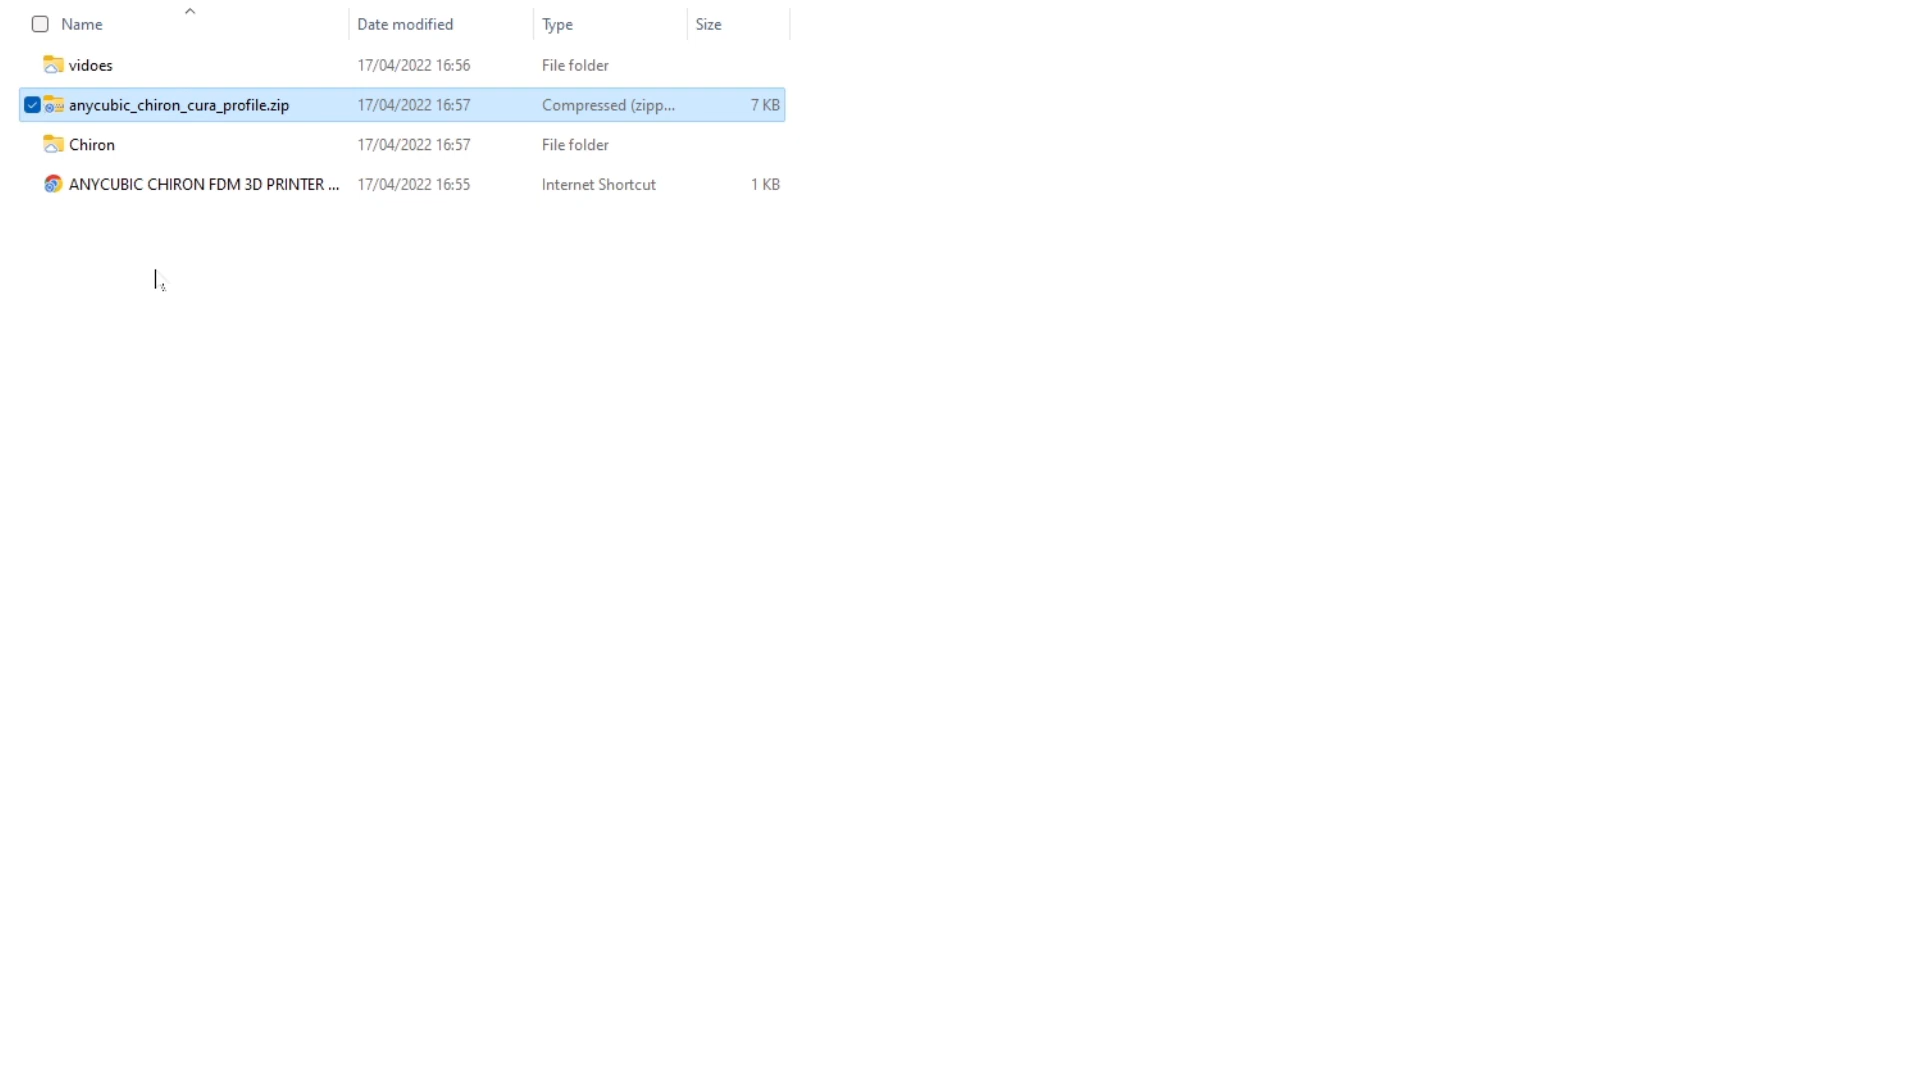 Name Date modified Type Size
vidoes 17/04/2022 16:56 File folder
anycubic_chiron_cura_profile.zip 17/04/2022 16:57 Compressed (zipp... 7 KB
Chiron 17/04/2022 16:57 File folder
ANYCUBIC CHIRON FDM 3D PRINTER ... 17/04/2022 16:55 Internet Shortcut 1 KB